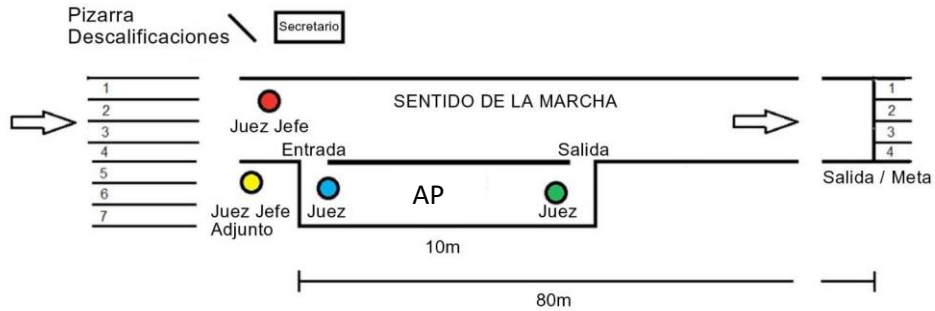 Pizarra
Descalificaciones
Secretario
1
2
3
4
5
6
7
Juez Jefe
SENTIDO DE LA MARCHA
1
2
3
4
Salida / Meta
Entrada
Salida
Juez Jefe
Adjunto
Juez
AP
Juez
10m
80m